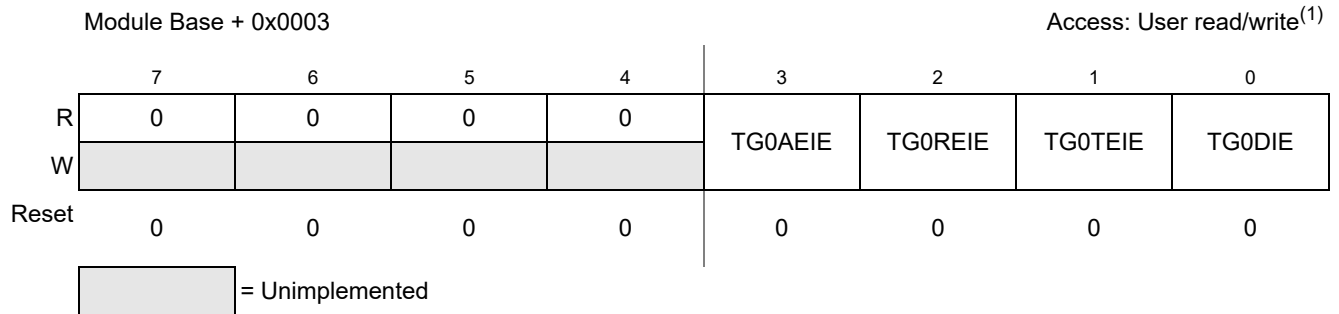 Module Base + 0x0003 Access: User read/write(1)
7 6 5 4 3 2 1 0
R 0 0 0 0 TG0AEIE TG0REIE TG0TEIE TG0DIE
W
Reset 0 0 0 0 0 0 0 0
= Unimplemented